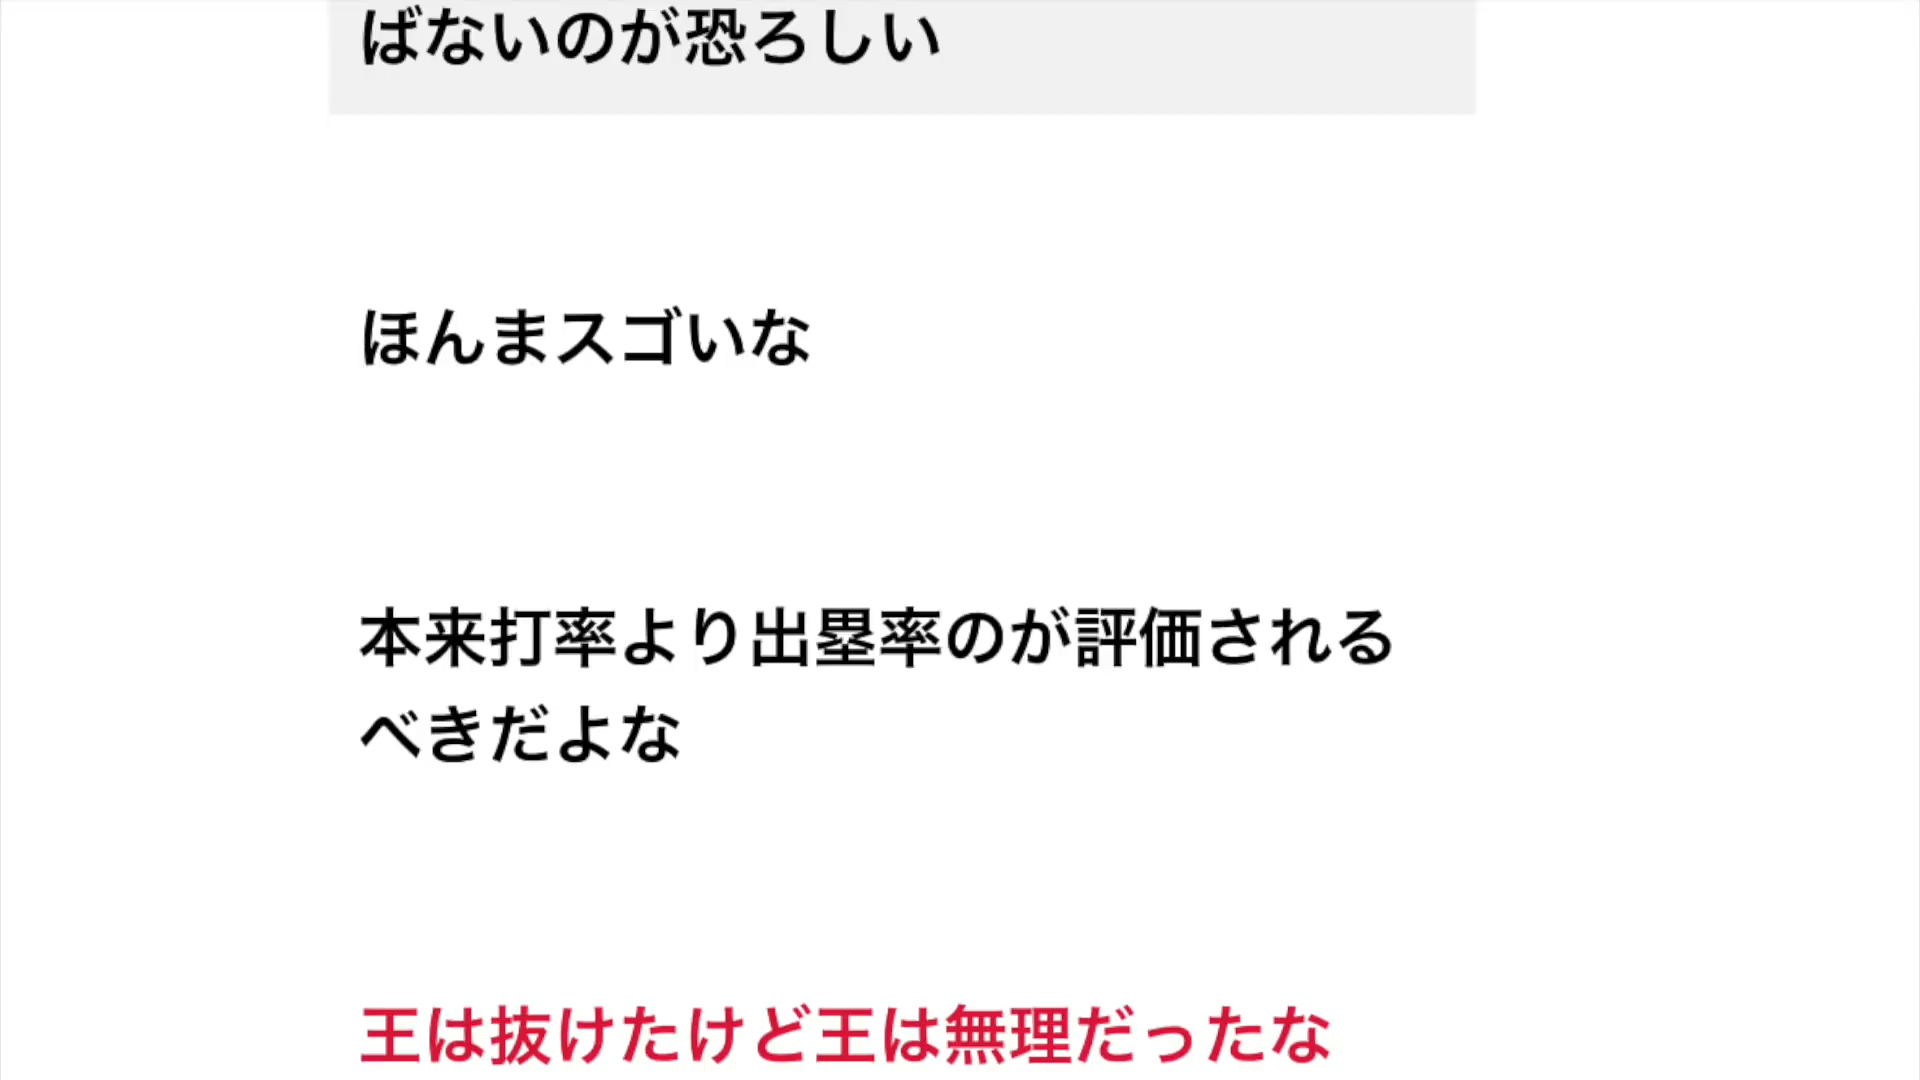 ばないのが恐ろしい
ほんまスゴいな
本来打率より出塁率のが評価される
べきだよな
王は抜けたけど王は無理だったな